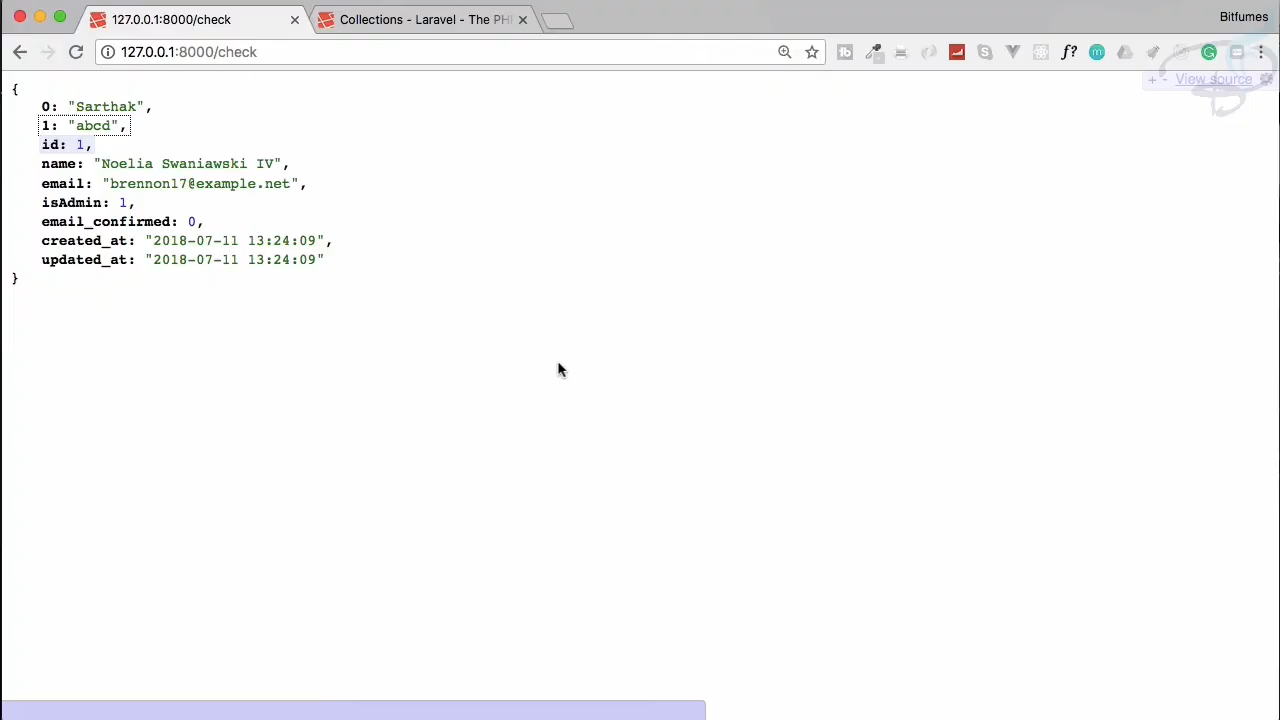 127.0.0.1:8000/check
Collections - Laravel - The PH
Bitfumes
127.0.0.1:8000/check
+ - View source
{
0: "Sarthak",
1: "abcd",
id: 1,
name: "Noelia Swaniawski IV",
email: "brennon17@example.net",
isAdmin: 1,
email_confirmed: 0,
created_at: "2018-07-11 13:24:09",
updated_at: "2018-07-11 13:24:09"
}